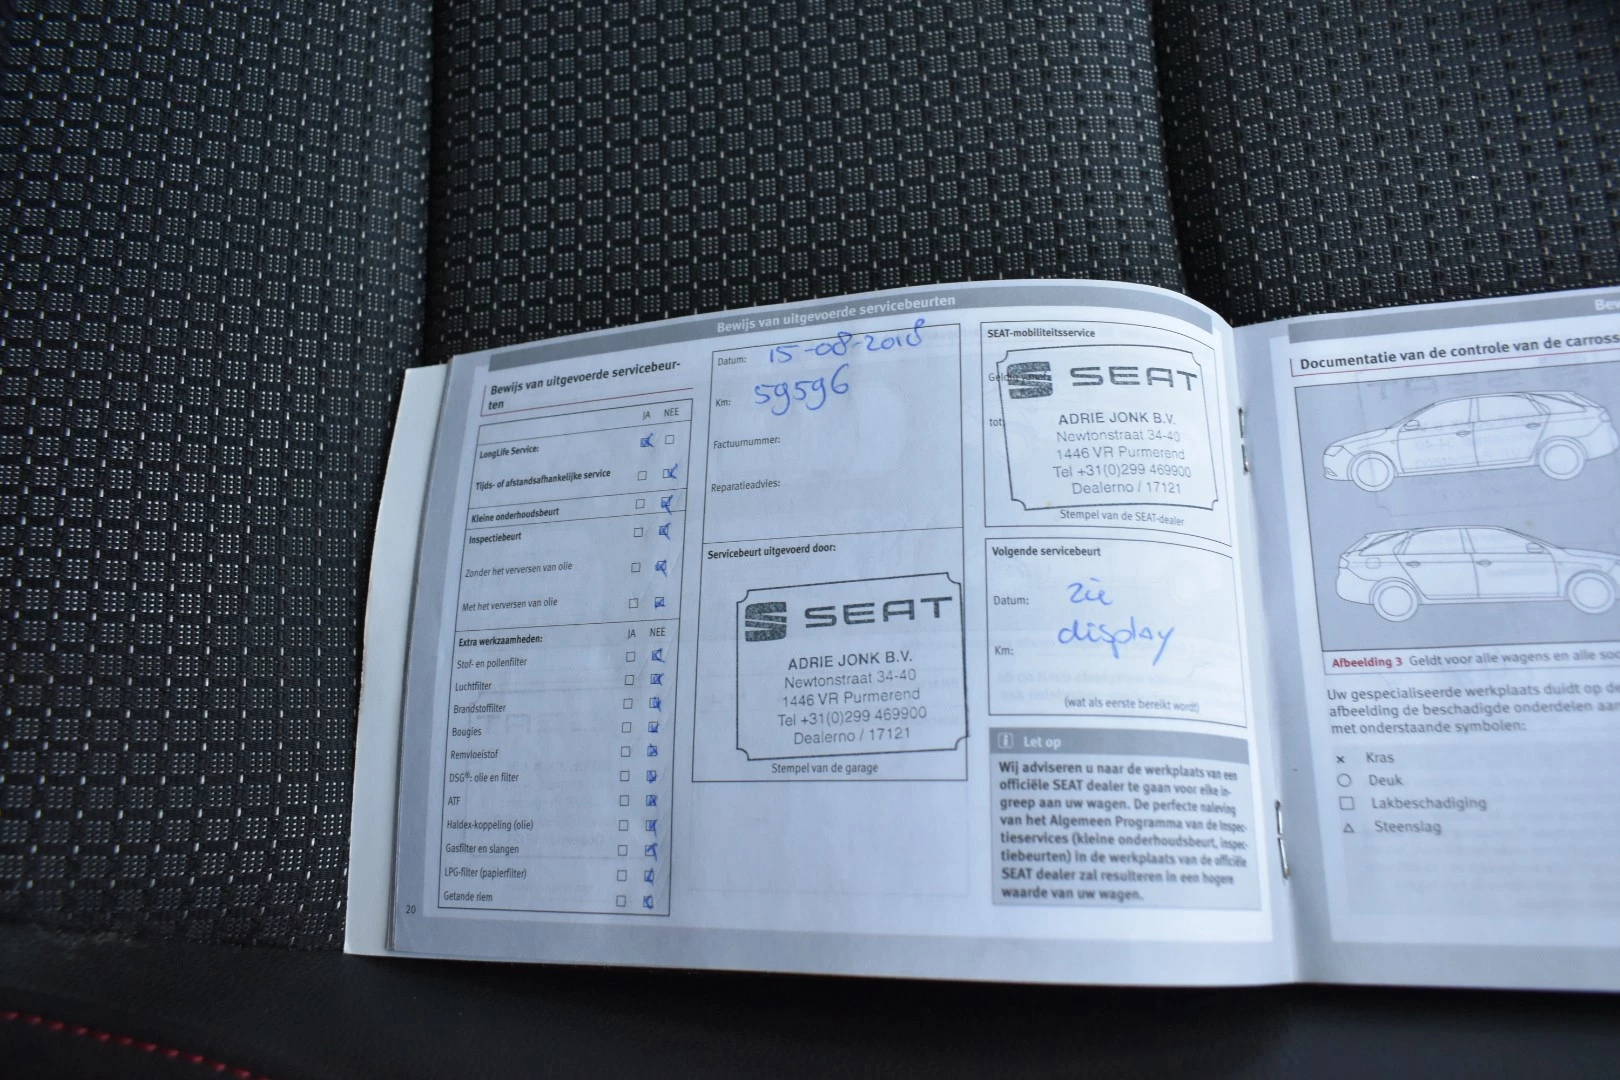 Bewijs van uitgevoerde servicebeurten
Bewijs van uitgevoerde servicebeur-
ten
JA NEE
LongLife Service:
Tijds- of afstandsafhankelijke service
Kleine onderhoudsbeurt
Inspectiebeurt
Zonder het verversen van olie
Met het verversen van olie
Extra werkzaamheden: JA NEE
Stof- en pollenfilter
Luchtfilter
Brandstoffilter
Bougies
Remvloeistof
DSG®: olie en filter
ATF
Haldex-koppeling (olie)
Gasfilter en slangen
LPG-filter (papierfilter)
Getande riem
20
Datum: 15-08-2018
Km: 59596
Factuurnummer:
Reparatieadvies:
Servicebeurt uitgevoerd door:
SEAT
ADRIE JONK B.V.
Newtonstraat 34-40
1446 VR Purmerend
Tel +31(0)299 469900
Dealerno / 17121
Stempel van de garage
SEAT-mobiliteitsservice
SEAT
tot:
ADRIE JONK B.V.
Newtonstraat 34-40
1446 VR Purmerend
Tel +31(0)299 469900
Dealerno / 17121
Stempel van de SEAT-dealer
Volgende servicebeurt
Datum: zie
display
Km:
(wat als eerste bereikt wordt)
i Let op
Wij adviseren u naar de werkplaats van een
officiële SEAT dealer te gaan voor elke in-
greep aan uw wagen. De perfecte naleving
van het Algemeen Programma van de Inspec-
tieservices (kleine onderhoudsbeurt, inspec-
tiebeurten) in de werkplaats van de officiële
SEAT dealer zal resulteren in een hogere
waarde van uw wagen.
Documentatie van de controle van de carross
Afbeelding 3 Geldt voor alle wagens en alle
Uw gespecialiseerde werkplaats duidt op de
afbeelding de beschadigde onderdelen aan
met onderstaande symbolen:
Kras
Deuk
Lakbeschadiging
Steenslag